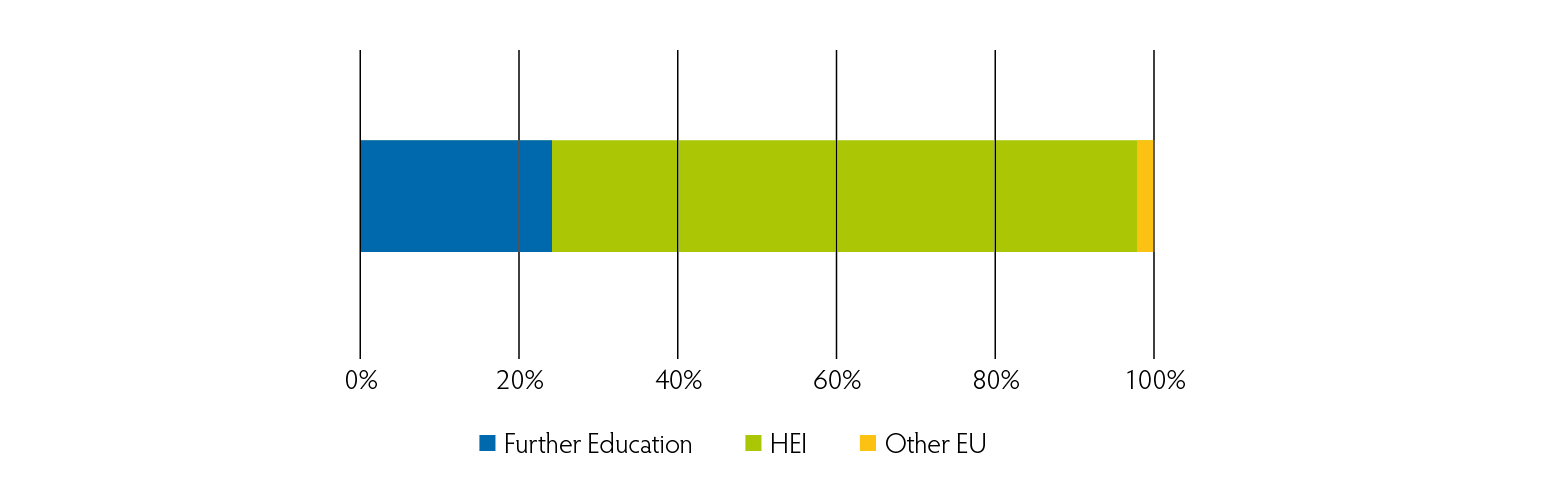 0% 20% 40% 60% 80% 100%
Further Education HEI Other EU